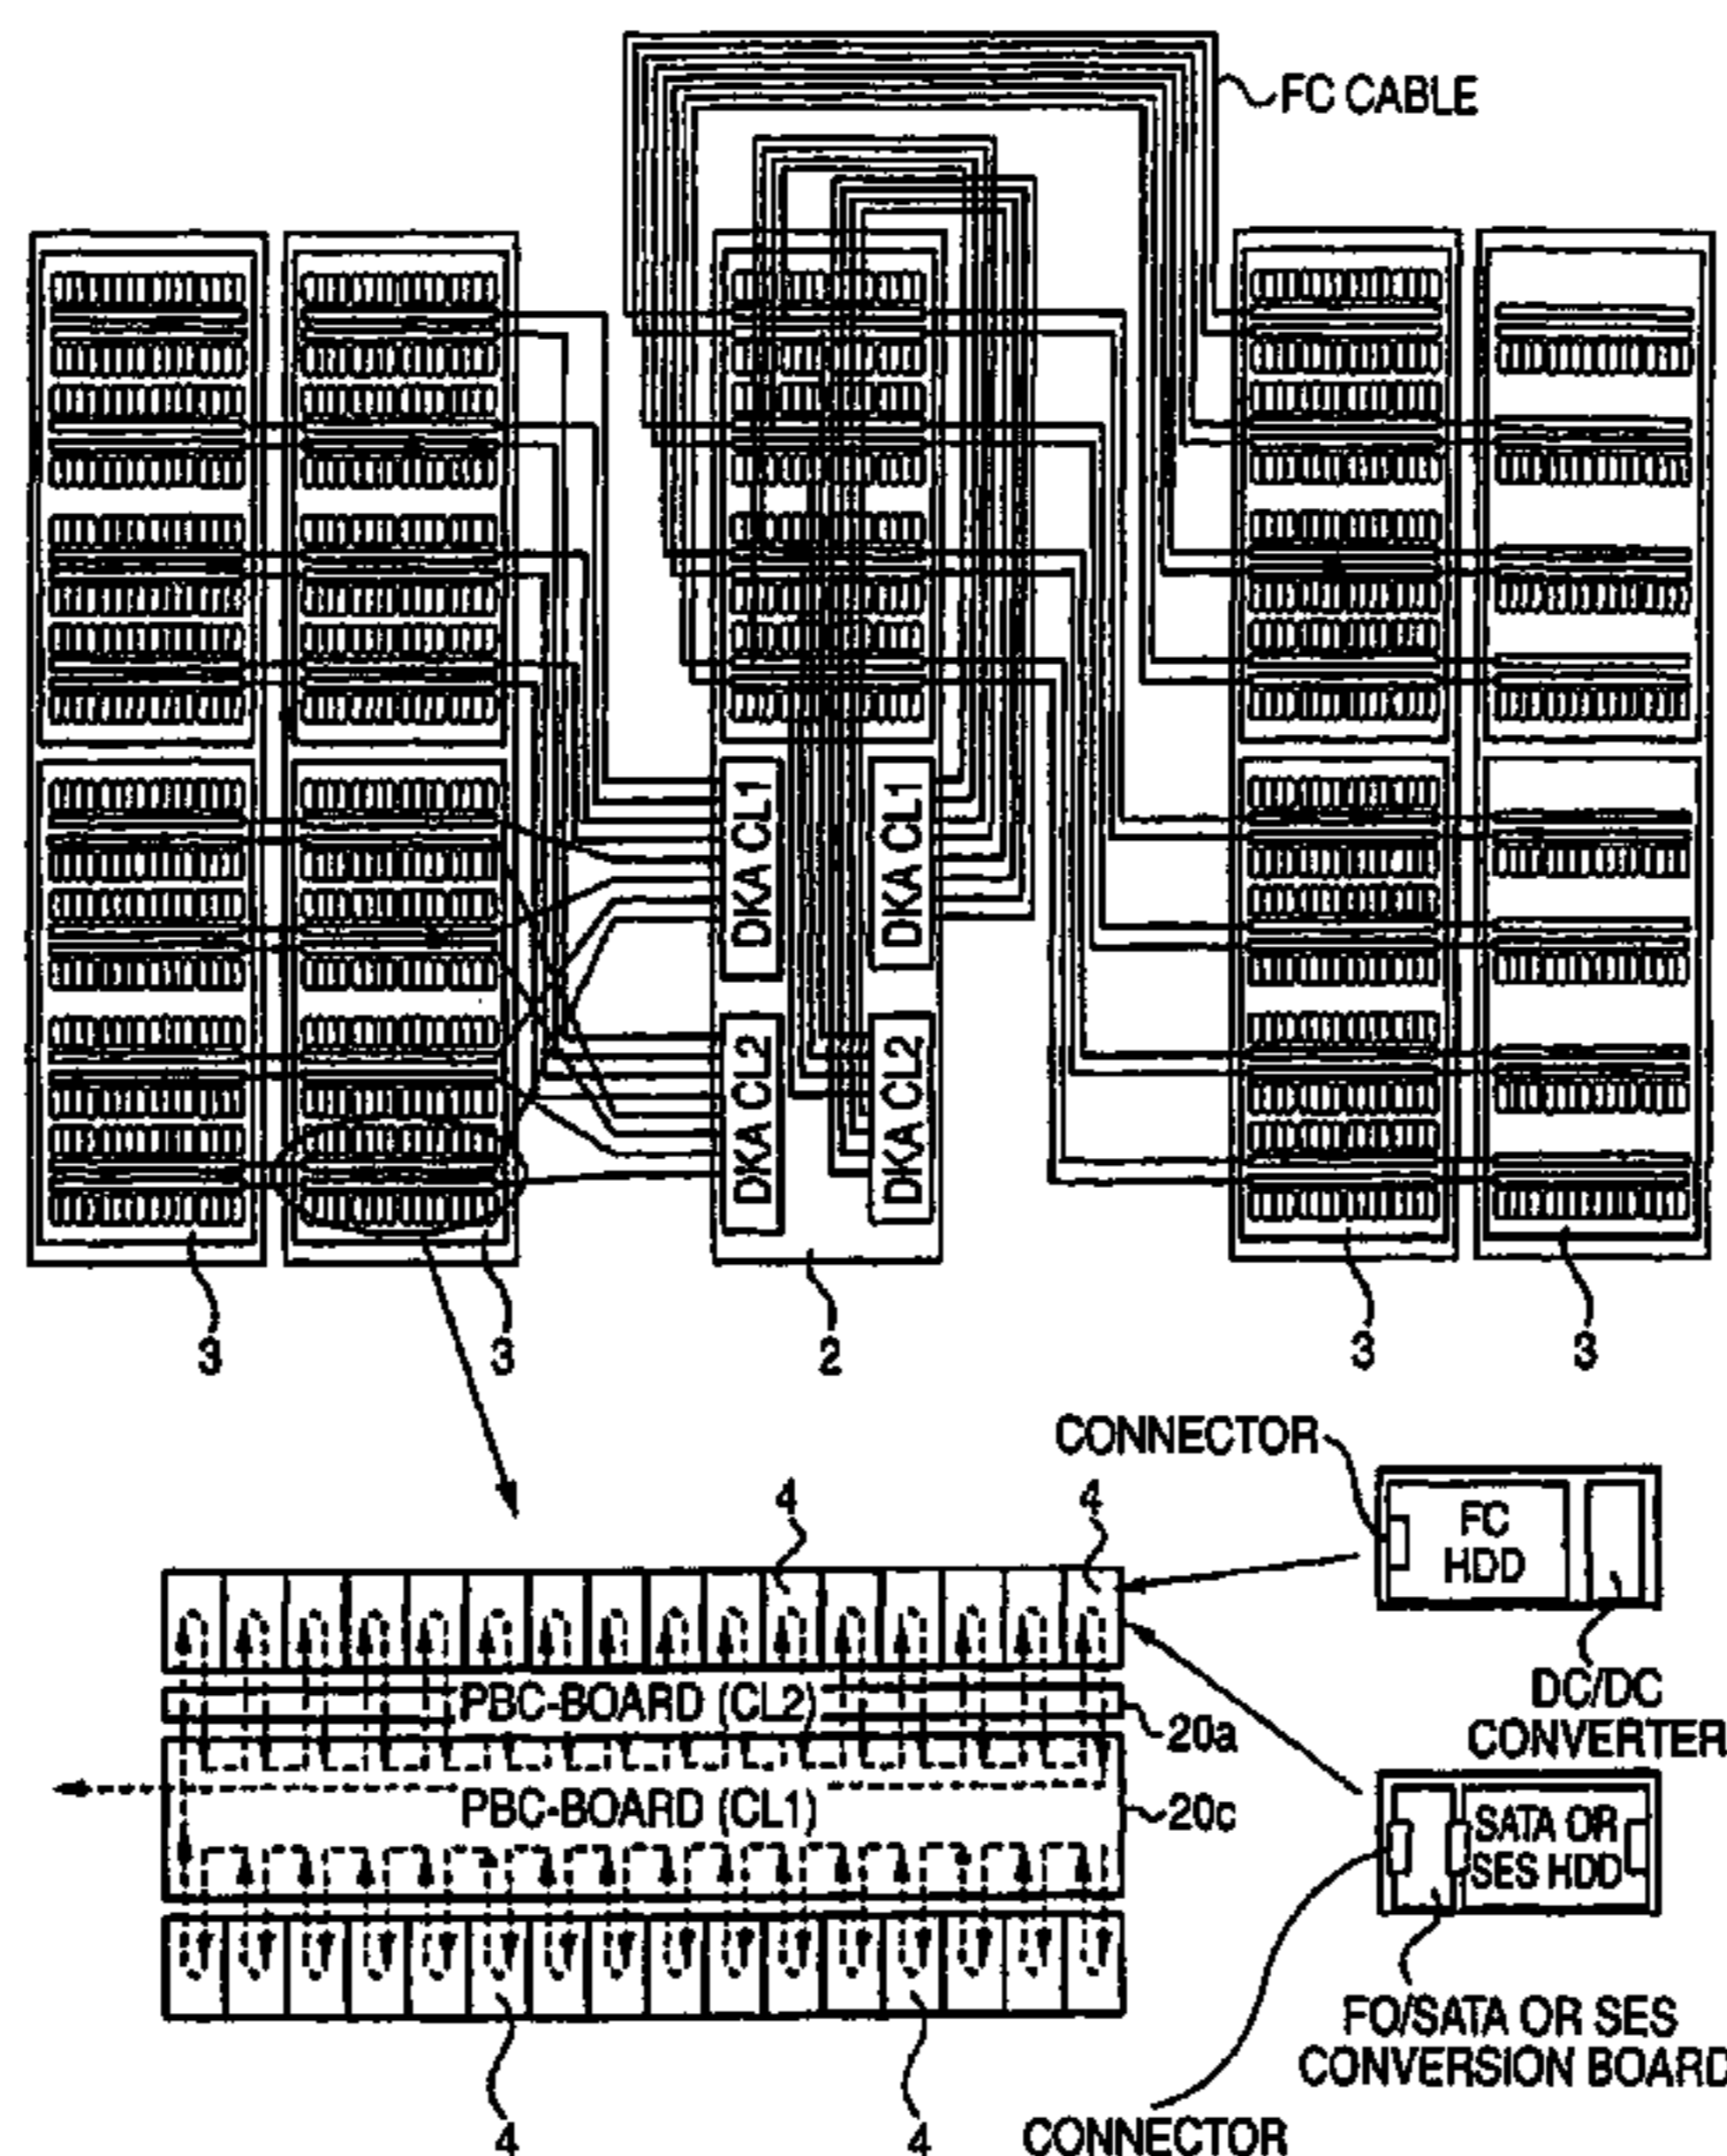 FC CABLE
DKA CL1
DKA CL1
DKA CL2
DKA CL2
3
3
2
3
3
CONNECTOR
4
4
FC
HDD
PBC-BOARD (CL2)
20a
DC/DC
CONVERTER
PBC-BOARD (CL1)
20c
SATA OR
SES HDD
FO/SATA OR SES
CONVERSION BOARD
4
4
CONNECTOR